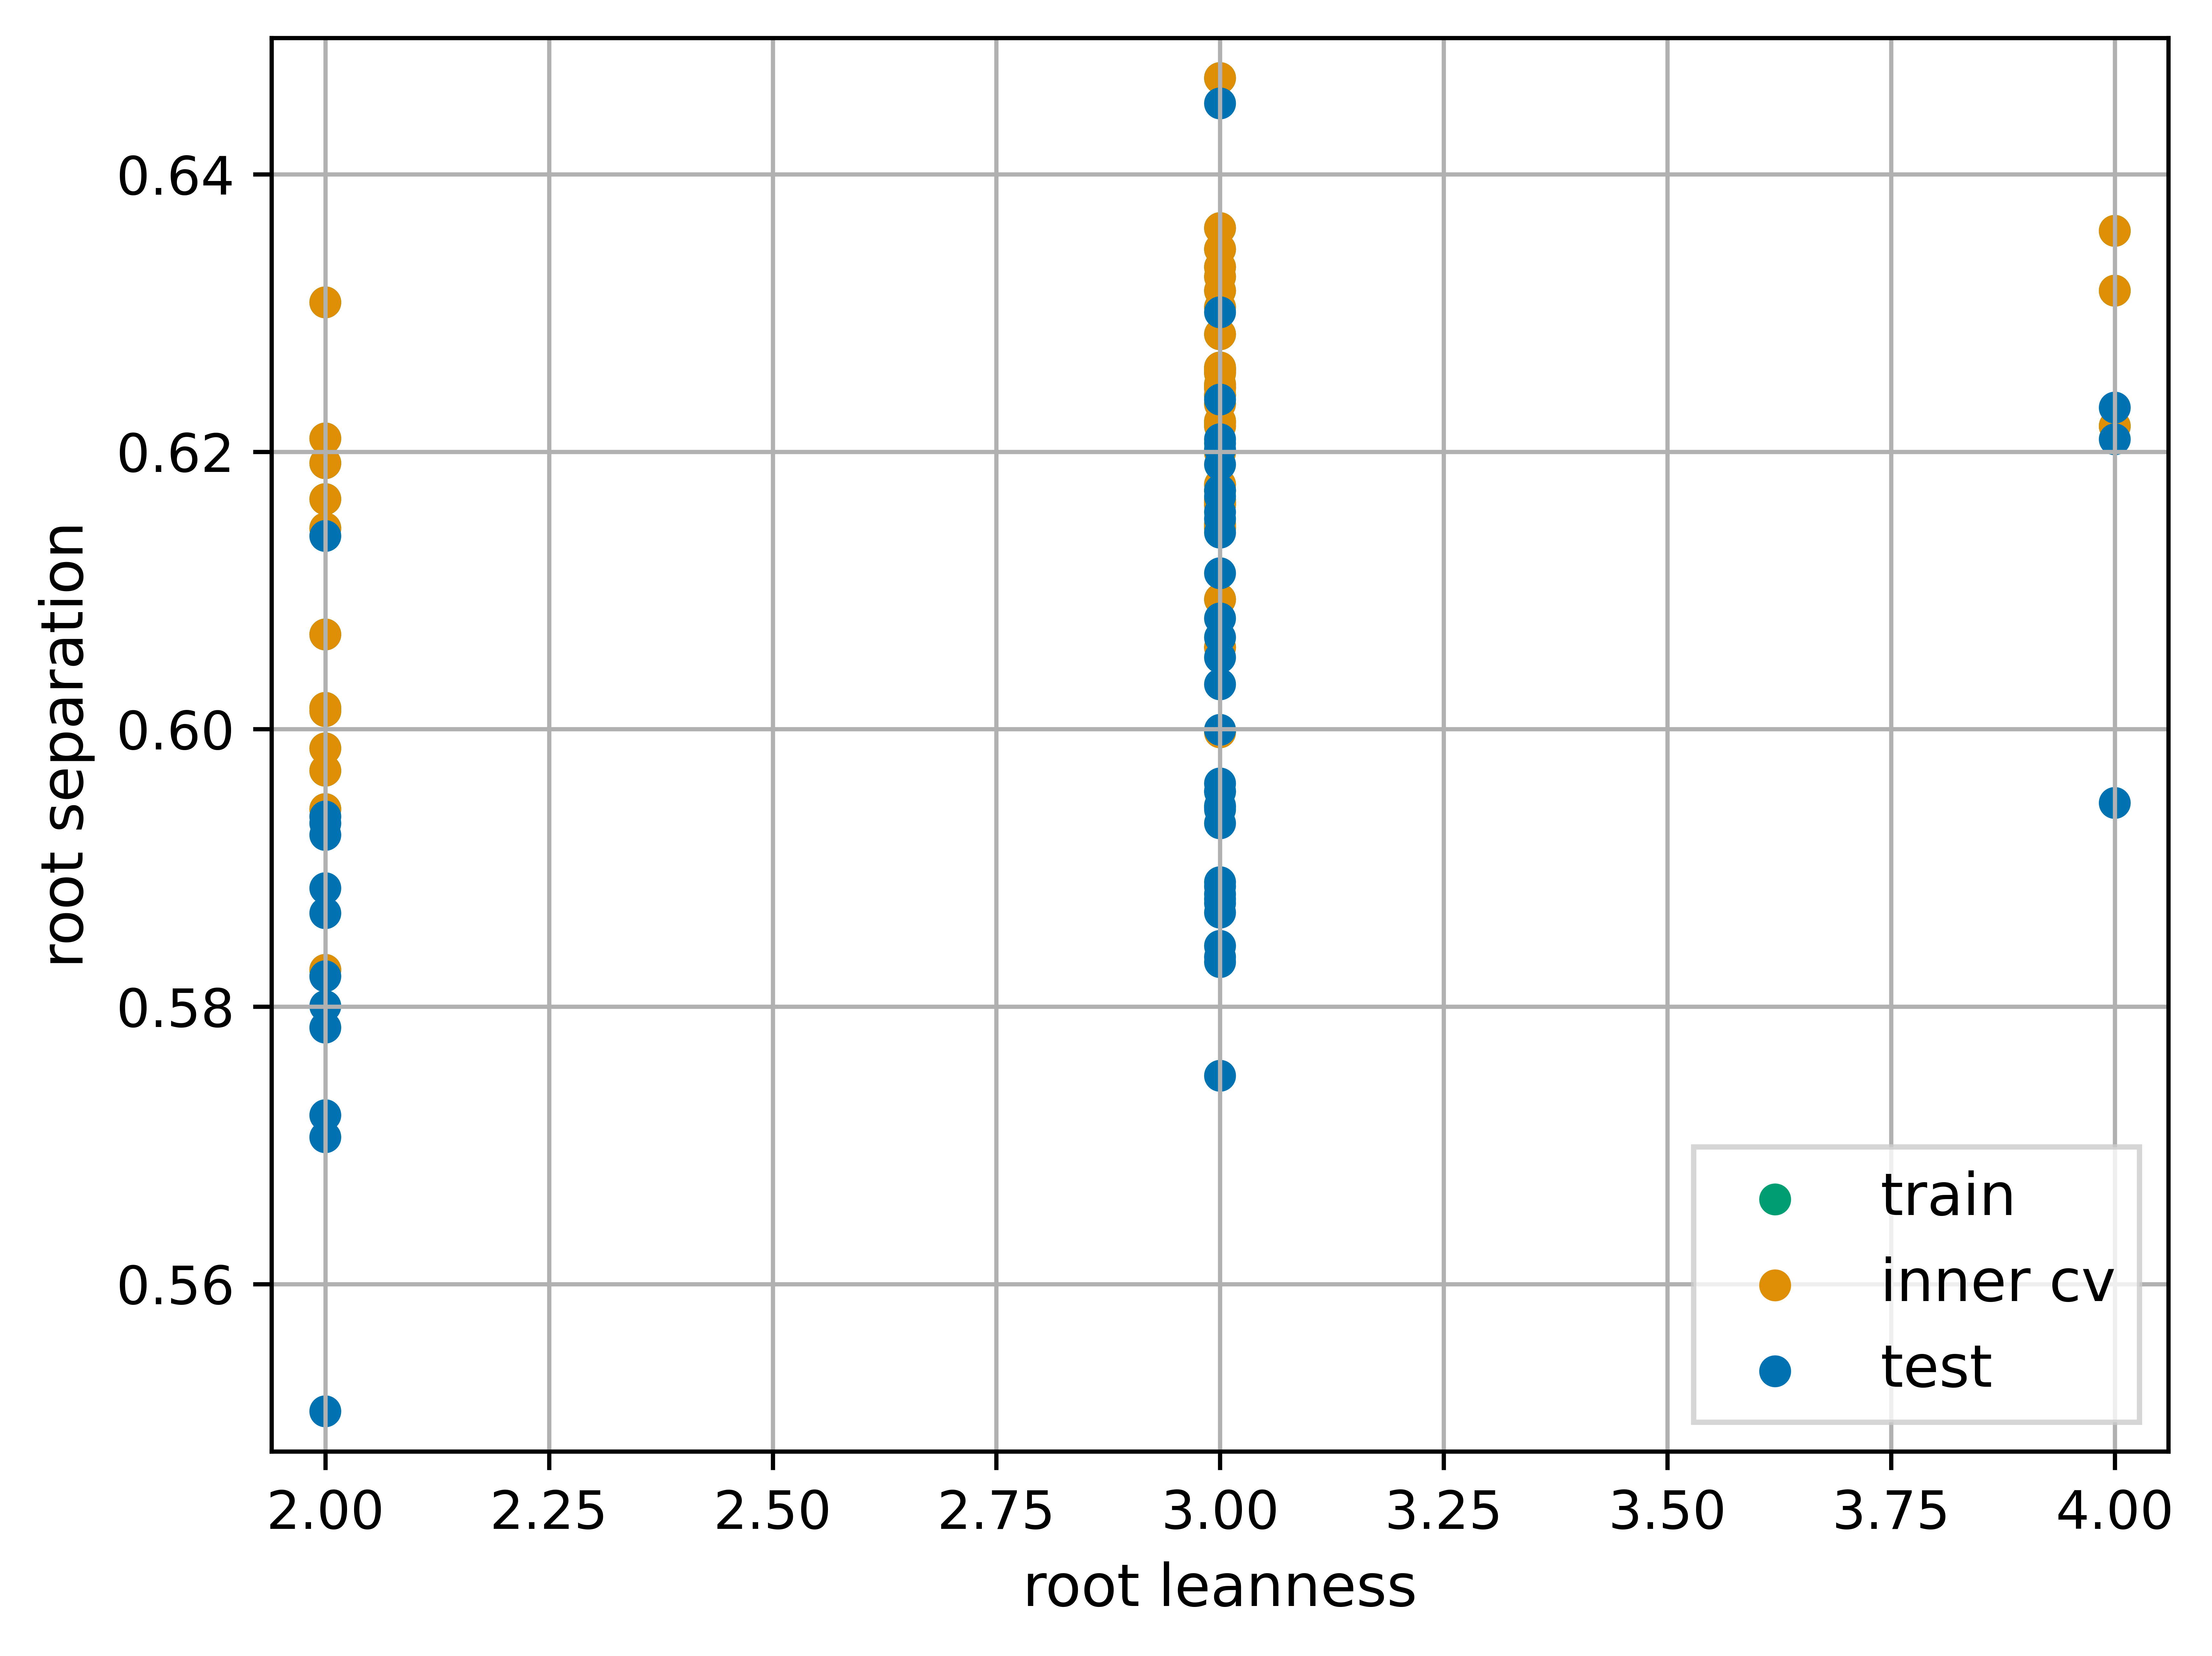 0.64
0.62
0.60
0.58
0.56
root separation
2.00 2.25 2.50 2.75 3.00 3.25 3.50 3.75 4.00
root leanness
train
inner cv
test